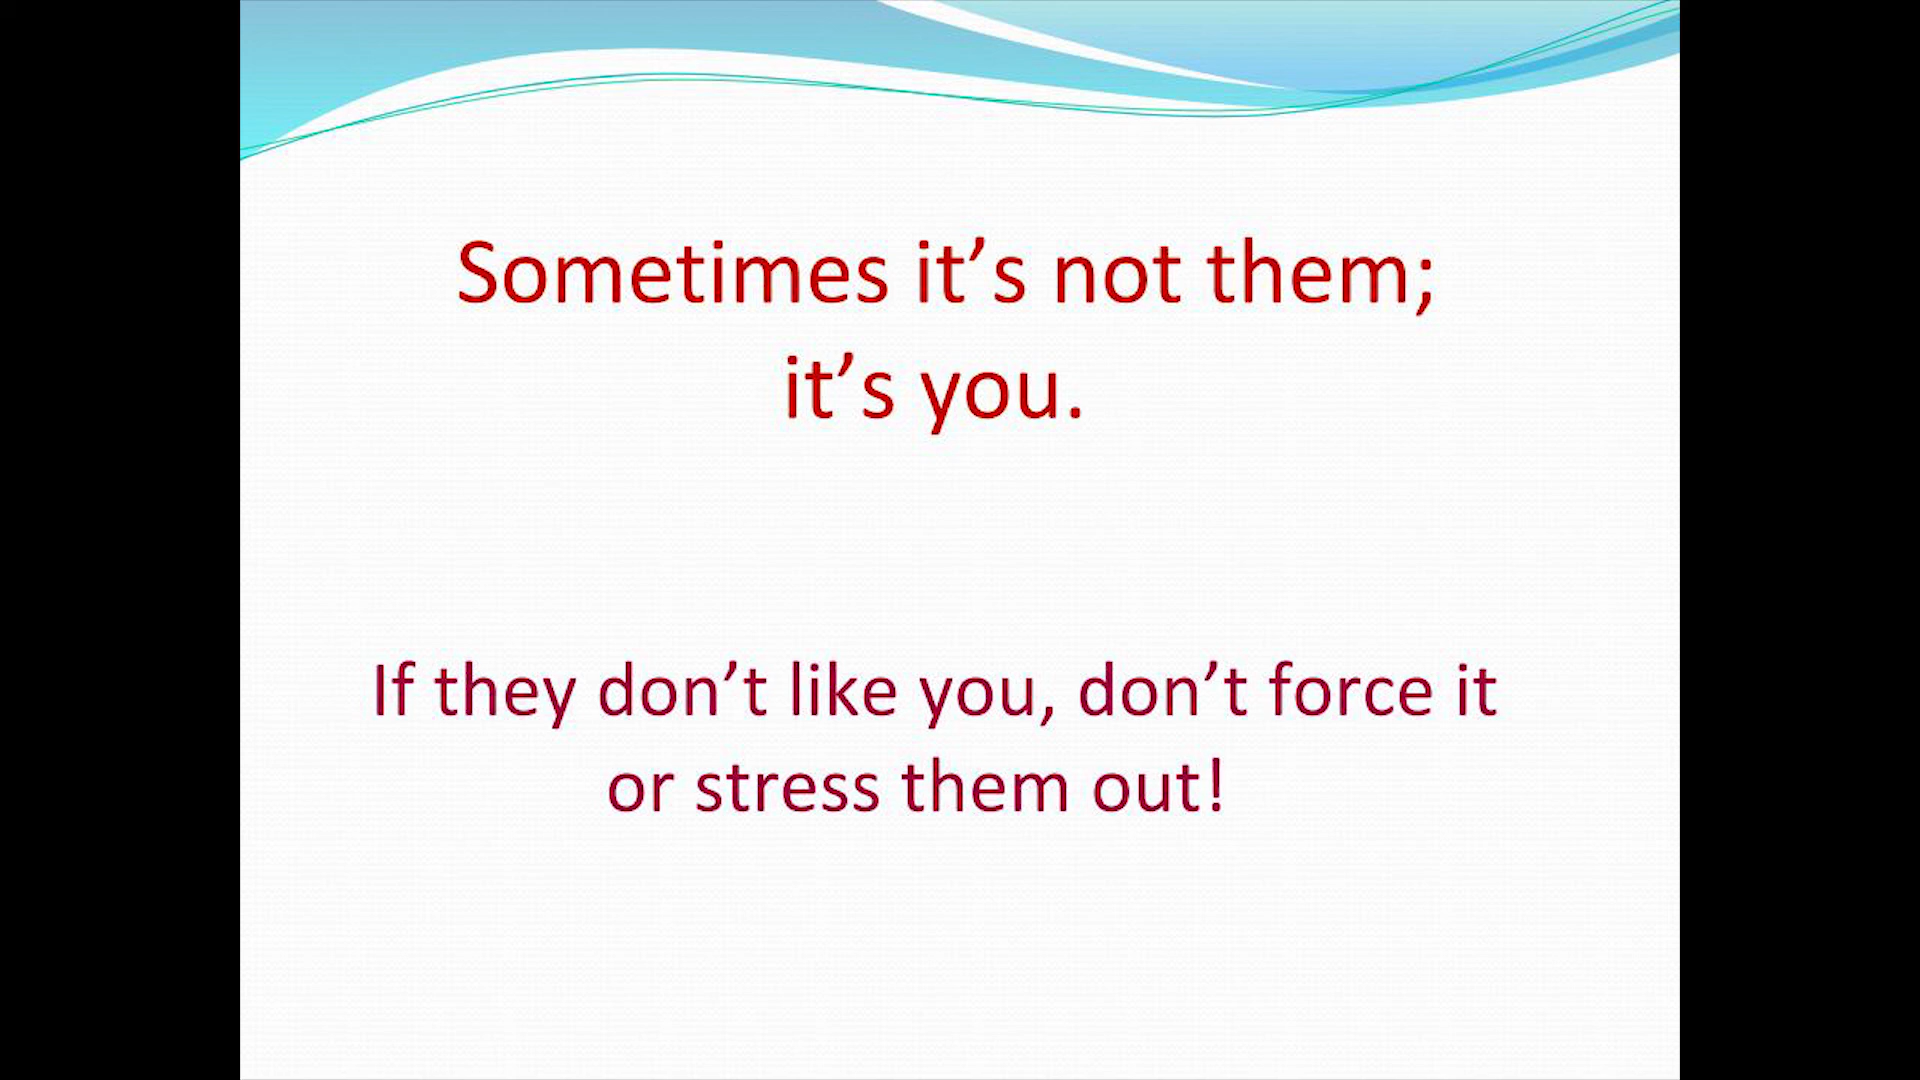 Sometimes it’s not them;
it’s you.
If they don’t like you, don’t force it
or stress them out!